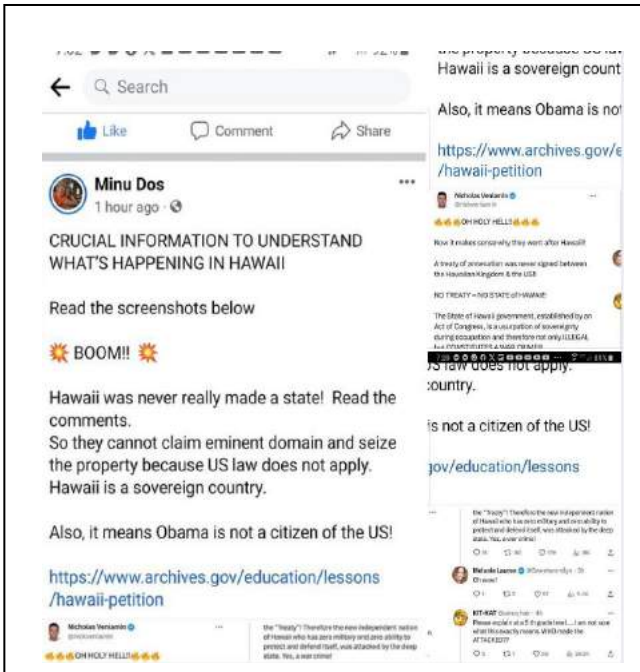 Search
Like Comment Share
Minu Dos
1 hour ago
CRUCIAL INFORMATION TO UNDERSTAND
WHAT'S HAPPENING IN HAWAII
Read the screenshots below
💥 BOOM!! 💥
Hawaii was never really made a state! Read the
comments.
So they cannot claim eminent domain and seize
the property because US law does not apply.
Hawaii is a sovereign country.
Also, it means Obama is not a citizen of the US!
https://www.archives.gov/education/lessons
/hawaii-petition
Nicholas Veniamin
🔥🔥🔥OH HOLY HELL!!🔥🔥🔥
the "Treaty"! Therefore the new independent nation
of Hawaii who has zero military and zero ability to
protect and defend itself, was attacked by the deep
state. Yes, a war crime!
the property because US law
Hawaii is a sovereign count
Also, it means Obama is not
https://www.archives.gov/e
/hawaii-petition
Nicholas Veniamin
🔥🔥🔥OH HOLY HELL!!🔥🔥🔥
Now it makes sense why they went after Hawaii!!
A treaty of annexation was never signed between
the Hawaiian Kingdom & the US!!
NO TREATY = NO STATE of HAWAII!!
The State of Hawaii government, established by an
Act of Congress, is a usurpation of sovereignty
during occupation and therefore not only ILLEGAL
but CONSTITUTES A WAR CRIME!!
US law does not apply.
country.
is not a citizen of the US!
gov/education/lessons
the "Treaty"! Therefore the new independent nation
of Hawaii who has zero military and zero ability to
protect and defend itself, was attacked by the deep
state. Yes, a war crime!
KIT-KAT
Please explain at a 5th grade level.... I am not sure
what this exactly means. WHO made the
ATTACKED??